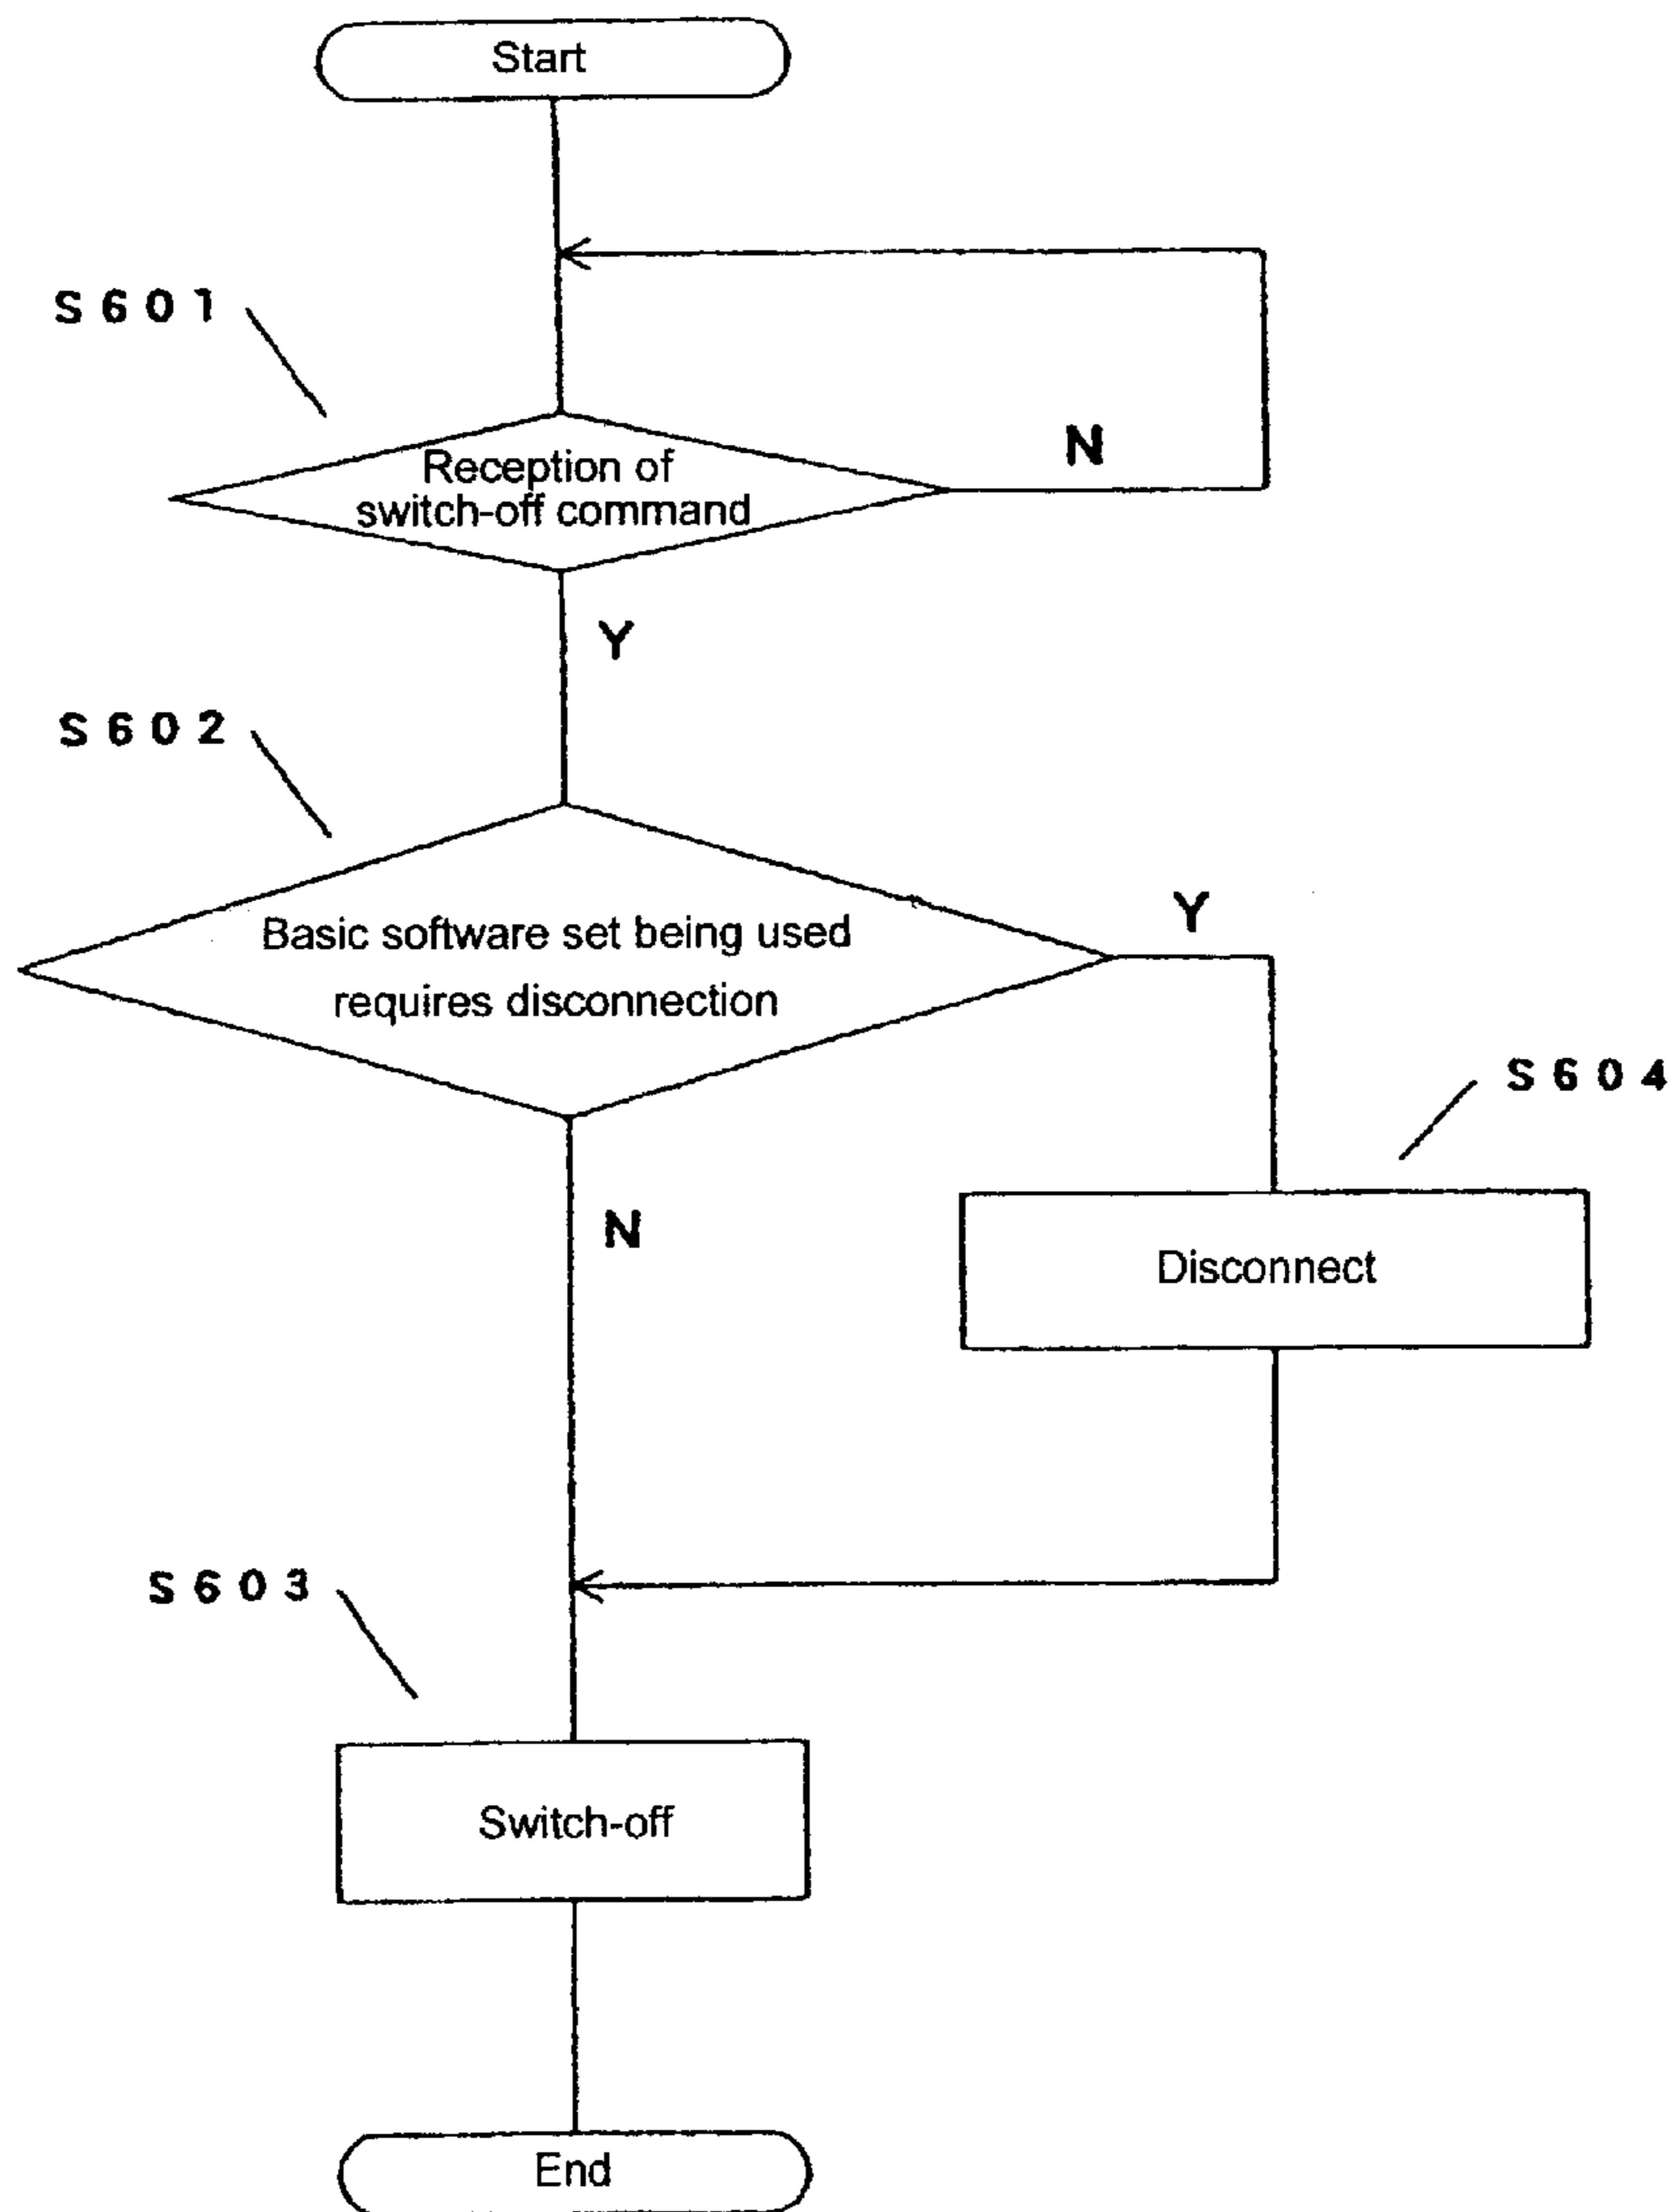 Start
S601
Reception of
switch-off command
N
Y
S602
Basic software set being used
requires disconnection
Y
S604
N
Disconnect
S603
Switch-off
End